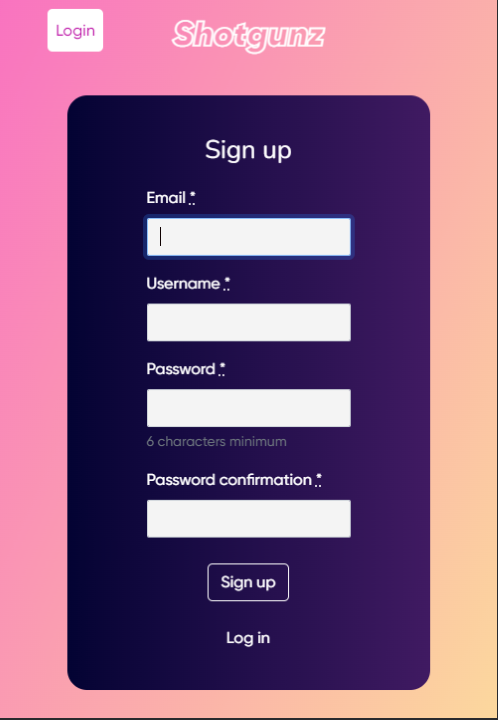 Login
Shotgunz
Sign up
Email *
Username *
Password *
6 characters minimum
Password confirmation *
Sign up
Log in